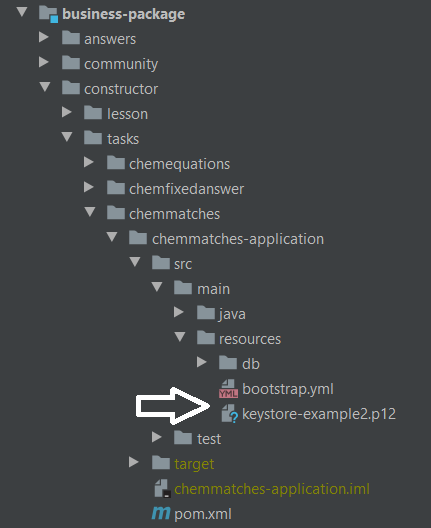 business-package
answers
community
constructor
lesson
tasks
chemequations
chemfixedanswer
chemmatches
chemmatches-application
src
main
java
resources
db
YML bootstrap.yml
keystore-example2.p12
test
target
chemmatches-application.iml
m pom.xml